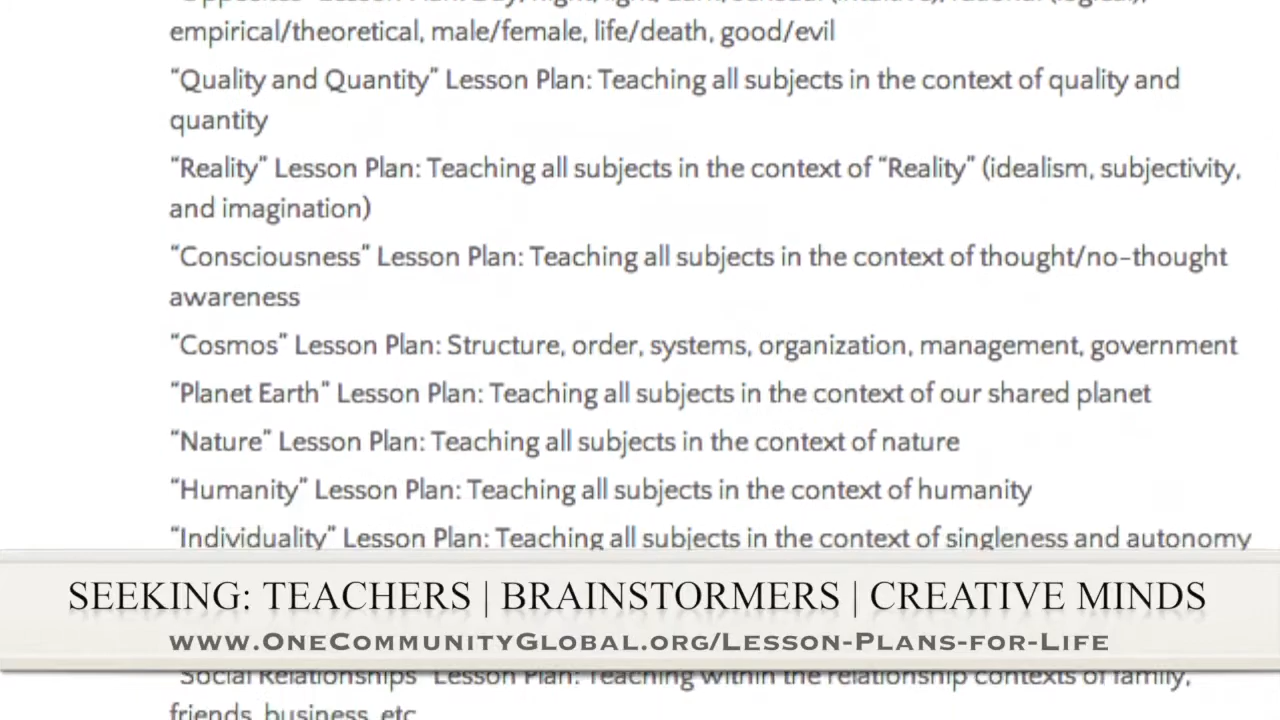 empirical/theoretical, male/female, life/death, good/evil
“Quality and Quantity” Lesson Plan: Teaching all subjects in the context of quality and
quantity
“Reality” Lesson Plan: Teaching all subjects in the context of “Reality” (idealism, subjectivity,
and imagination)
“Consciousness” Lesson Plan: Teaching all subjects in the context of thought/no-thought
awareness
“Cosmos” Lesson Plan: Structure, order, systems, organization, management, government
“Planet Earth” Lesson Plan: Teaching all subjects in the context of our shared planet
“Nature” Lesson Plan: Teaching all subjects in the context of nature
“Humanity” Lesson Plan: Teaching all subjects in the context of humanity
“Individuality” Lesson Plan: Teaching all subjects in the context of singleness and autonomy
SEEKING: TEACHERS | BRAINSTORMERS | CREATIVE MINDS
www.OneCommunityGlobal.org/Lesson-Plans-for-Life
“Social Relationships” Lesson Plan: Teaching within the relationship contexts of family,
friends, business, etc